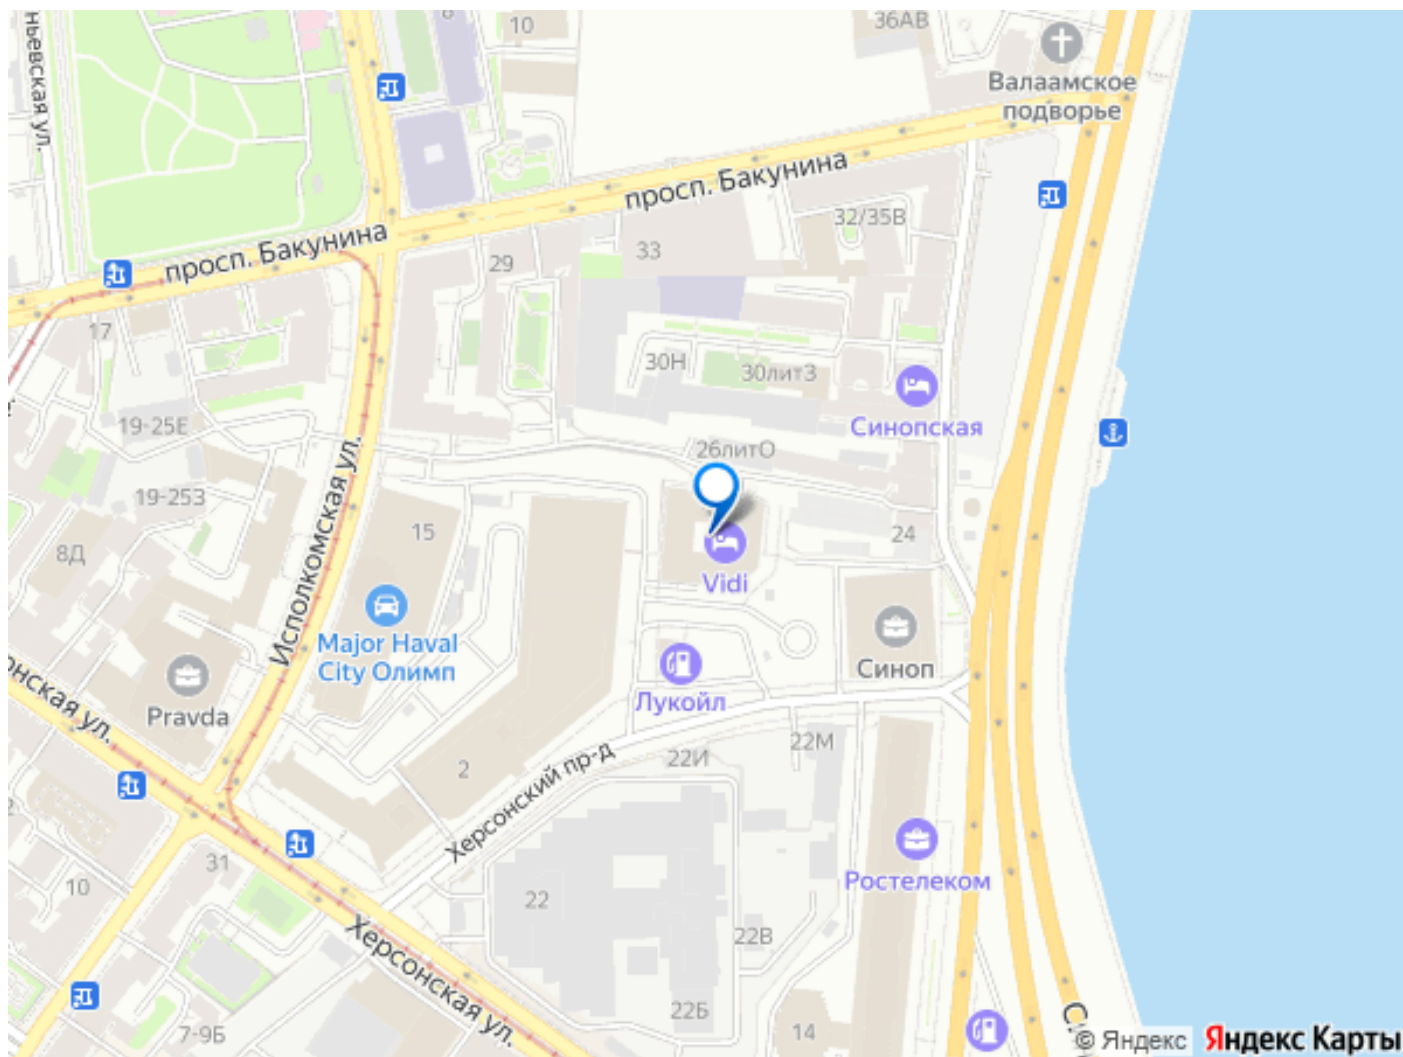 8
10
36АВ
Валаамское
подворье
просп. Бакунина
32/35В
просп. Бакунина
33
29
17
30Н
30лит3
19-25Е
Синопская
26литО
19-253
15
24
8Д
Исполкомская ул.
Vidi
Major Haval
City Олимп
Синоп
Pravda
Лукойл
22М
22И
2
Херсонский пр-д
31
10
Ростелеком
22
22В
Херсонская ул.
22Б
14
7-9Б
© Яндекс Яндекс Карты